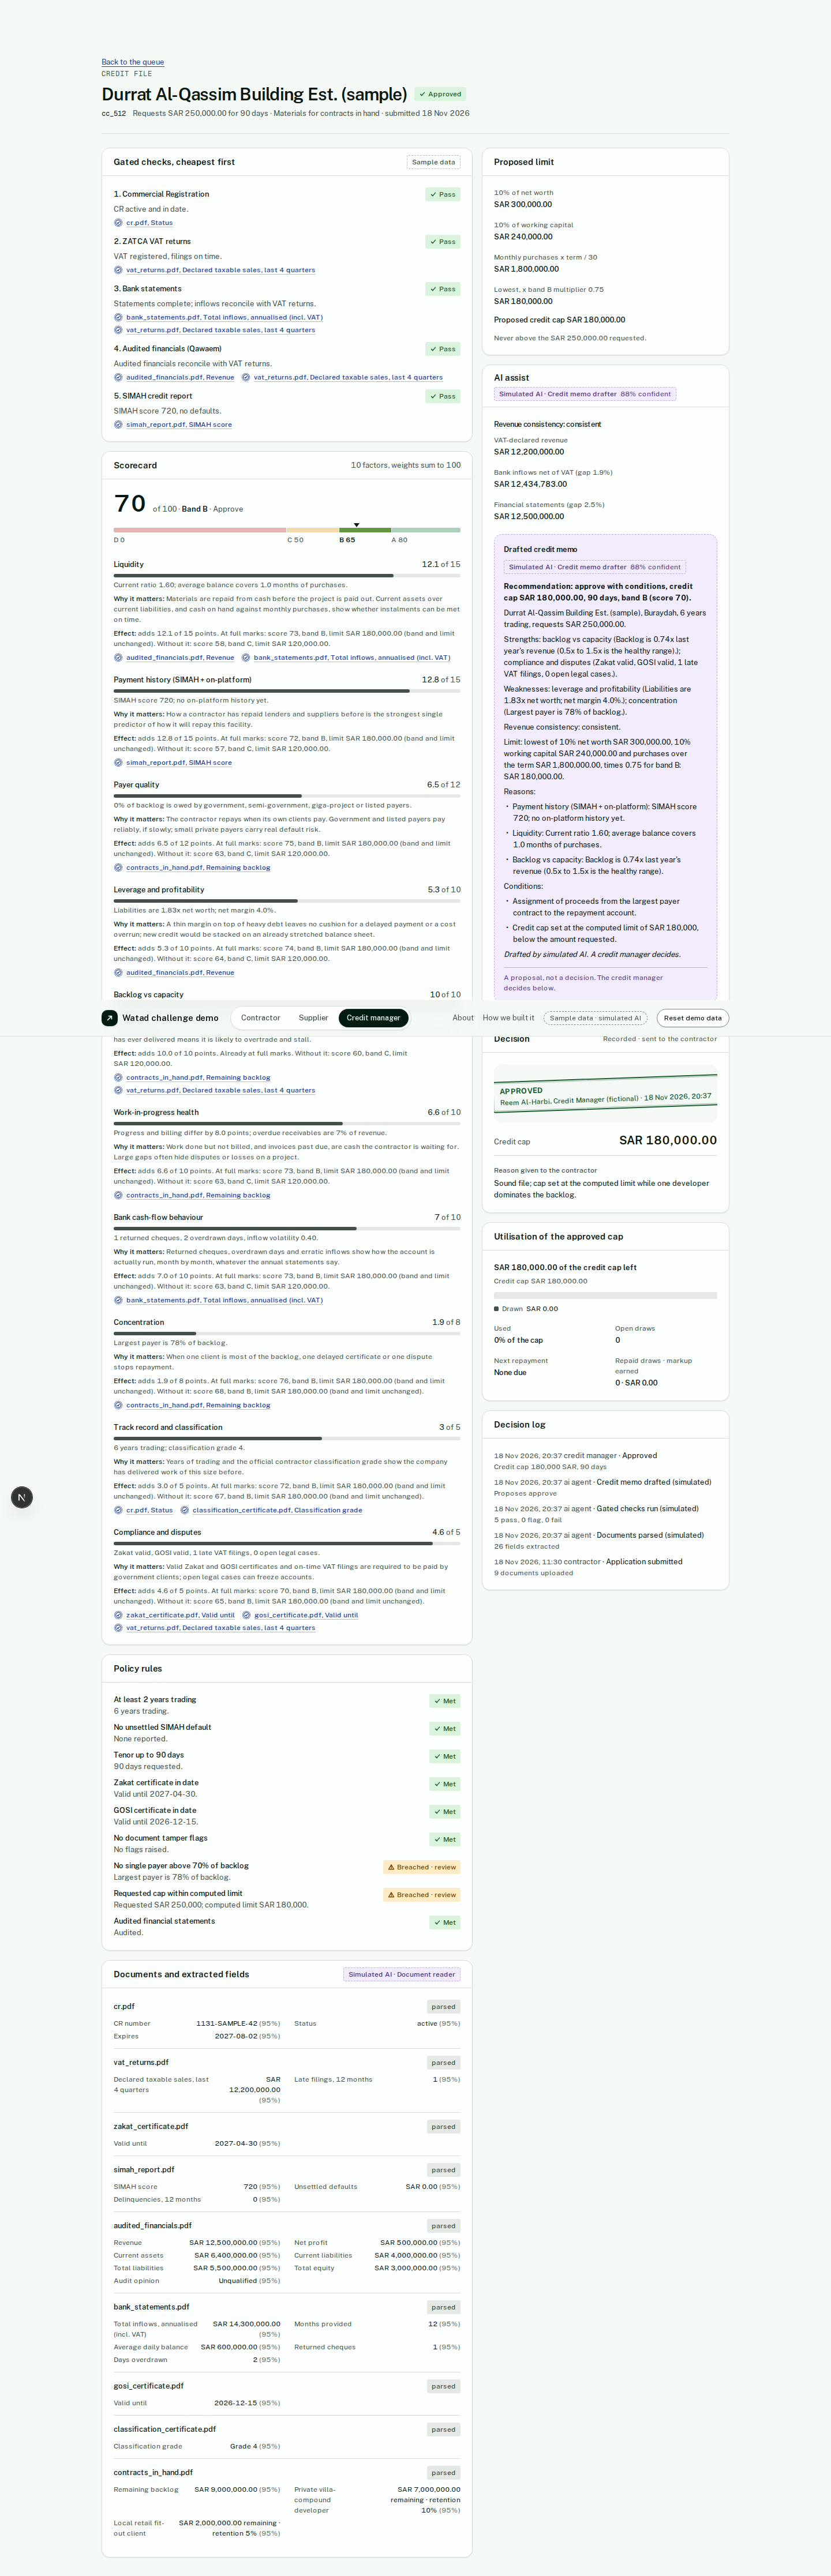 Back to the queue
CREDIT FILE
Durrat Al-Qassim Building Est. (sample)
Approved
cc_512 Requests SAR 250,000.00 for 90 days · Materials for contracts in hand · submitted 18 Nov 2026
Gated checks, cheapest first
Sample data
1. Commercial Registration
Pass
CR active and in date.
cr.pdf, Status
2. ZATCA VAT returns
Pass
VAT registered, filings on time.
vat_returns.pdf, Declared taxable sales, last 4 quarters
3. Bank statements
Pass
Statements complete; inflows reconcile with VAT returns.
bank_statements.pdf, Total inflows, annualised (incl. VAT)
vat_returns.pdf, Declared taxable sales, last 4 quarters
4. Audited financials (Qawaem)
Pass
Audited financials reconcile with VAT returns.
audited_financials.pdf, Revenue vat_returns.pdf, Declared taxable sales, last 4 quarters
5. SIMAH credit report
Pass
SIMAH score 720, no defaults.
simah_report.pdf, SIMAH score
Scorecard
10 factors, weights sum to 100
70 of 100 · Band B · Approve
D 0 C 50 B 65 A 80
Liquidity 12.1 of 15
Current ratio 1.60; average balance covers 1.0 months of purchases.
Why it matters: Materials are repaid from cash before the project is paid out. Current assets over
current liabilities, and cash on hand against monthly purchases, show whether instalments can be met
on time.
Effect: adds 12.1 of 15 points. At full marks: score 73, band B, limit SAR 180,000.00 (band and limit
unchanged). Without it: score 58, band C, limit SAR 120,000.00.
audited_financials.pdf, Revenue bank_statements.pdf, Total inflows, annualised (incl. VAT)
Payment history (SIMAH + on-platform) 12.8 of 15
SIMAH score 720; no on-platform history yet.
Why it matters: How a contractor has repaid lenders and suppliers before is the strongest single
predictor of how it will repay this facility.
Effect: adds 12.8 of 15 points. At full marks: score 72, band B, limit SAR 180,000.00 (band and limit
unchanged). Without it: score 57, band C, limit SAR 120,000.00.
simah_report.pdf, SIMAH score
Payer quality 6.5 of 12
0% of backlog is owed by government, semi-government, giga-project or listed payers.
Why it matters: The contractor repays when its own clients pay. Government and listed payers pay
reliably, if slowly; small private payers carry real default risk.
Effect: adds 6.5 of 12 points. At full marks: score 75, band B, limit SAR 180,000.00 (band and limit
unchanged). Without it: score 63, band C, limit SAR 120,000.00.
contracts_in_hand.pdf, Remaining backlog
Leverage and profitability 5.3 of 10
Liabilities are 1.83x net worth; net margin 4.0%.
Why it matters: A thin margin on top of heavy debt leaves no cushion for a delayed payment or a cost
overrun; new credit would be stacked on an already stretched balance sheet.
Effect: adds 5.3 of 10 points. At full marks: score 74, band B, limit SAR 180,000.00 (band and limit
unchanged). Without it: score 64, band C, limit SAR 120,000.00.
audited_financials.pdf, Revenue
Backlog vs capacity 10 of 10
Watad challenge demo
Contractor Supplier Credit manager
About How we built it Sample data · simulated AI Reset demo data
has ever delivered means it is likely to overtrade and stall.
Effect: adds 10.0 of 10 points. Already at full marks. Without it: score 60, band C, limit
SAR 120,000.00.
contracts_in_hand.pdf, Remaining backlog
vat_returns.pdf, Declared taxable sales, last 4 quarters
Work-in-progress health 6.6 of 10
Progress and billing differ by 8.0 points; overdue receivables are 7% of revenue.
Why it matters: Work done but not billed, and invoices past due, are cash the contractor is waiting for.
Large gaps often hide disputes or losses on a project.
Effect: adds 6.6 of 10 points. At full marks: score 73, band B, limit SAR 180,000.00 (band and limit
unchanged). Without it: score 63, band C, limit SAR 120,000.00.
contracts_in_hand.pdf, Remaining backlog
Bank cash-flow behaviour 7 of 10
1 returned cheques, 2 overdrawn days, inflow volatility 0.40.
Why it matters: Returned cheques, overdrawn days and erratic inflows show how the account is
actually run, month by month, whatever the annual statements say.
Effect: adds 7.0 of 10 points. At full marks: score 73, band B, limit SAR 180,000.00 (band and limit
unchanged). Without it: score 63, band C, limit SAR 120,000.00.
bank_statements.pdf, Total inflows, annualised (incl. VAT)
Concentration 1.9 of 8
Largest payer is 78% of backlog.
Why it matters: When one client is most of the backlog, one delayed certificate or one dispute
stops repayment.
Effect: adds 1.9 of 8 points. At full marks: score 76, band B, limit SAR 180,000.00 (band and limit
unchanged). Without it: score 68, band B, limit SAR 180,000.00 (band and limit unchanged).
contracts_in_hand.pdf, Remaining backlog
Track record and classification 3 of 5
6 years trading; classification grade 4.
Why it matters: Years of trading and the official contractor classification grade show the company
has delivered work of this size before.
Effect: adds 3.0 of 5 points. At full marks: score 72, band B, limit SAR 180,000.00 (band and limit
unchanged). Without it: score 67, band B, limit SAR 180,000.00 (band and limit unchanged).
cr.pdf, Status classification_certificate.pdf, Classification grade
Compliance and disputes 4.6 of 5
Zakat valid, GOSI valid, 1 late VAT filings, 0 open legal cases.
Why it matters: Valid Zakat and GOSI certificates and on-time VAT filings are required to be paid by
government clients; open legal cases can freeze accounts.
Effect: adds 4.6 of 5 points. At full marks: score 70, band B, limit SAR 180,000.00 (band and limit
unchanged). Without it: score 65, band B, limit SAR 180,000.00 (band and limit unchanged).
zakat_certificate.pdf, Valid until gosi_certificate.pdf, Valid until
vat_returns.pdf, Declared taxable sales, last 4 quarters
Policy rules
At least 2 years trading
Met
6 years trading.
No unsettled SIMAH default
Met
None reported.
Tenor up to 90 days
Met
90 days requested.
Zakat certificate in date
Met
Valid until 2027-04-30.
GOSI certificate in date
Met
Valid until 2026-12-15.
No document tamper flags
Met
No flags raised.
No single payer above 70% of backlog
Breached · review
Largest payer is 78% of backlog.
Requested cap within computed limit
Breached · review
Requested SAR 250,000; computed limit SAR 180,000.
Audited financial statements
Met
Audited.
Documents and extracted fields
Simulated AI · Document reader
cr.pdf
parsed
CR number 1131-SAMPLE-42 (95%) Status active (95%)
Expires 2027-08-02 (95%)
vat_returns.pdf
parsed
Declared taxable sales, last 4 quarters SAR 12,200,000.00 (95%) Late filings, 12 months 1 (95%)
zakat_certificate.pdf
parsed
Valid until 2027-04-30 (95%)
simah_report.pdf
parsed
SIMAH score 720 (95%) Unsettled defaults SAR 0.00 (95%)
Delinquencies, 12 months 0 (95%)
audited_financials.pdf
parsed
Revenue SAR 12,500,000.00 (95%) Net profit SAR 500,000.00 (95%)
Current assets SAR 6,400,000.00 (95%) Current liabilities SAR 4,000,000.00 (95%)
Total liabilities SAR 5,500,000.00 (95%) Total equity SAR 3,000,000.00 (95%)
Audit opinion Unqualified (95%)
bank_statements.pdf
parsed
Total inflows, annualised (incl. VAT) SAR 14,300,000.00 (95%) Months provided 12 (95%)
Average daily balance SAR 600,000.00 (95%) Returned cheques 1 (95%)
Days overdrawn 2 (95%)
gosi_certificate.pdf
parsed
Valid until 2026-12-15 (95%)
classification_certificate.pdf
parsed
Classification grade Grade 4 (95%)
contracts_in_hand.pdf
parsed
Remaining backlog SAR 9,000,000.00 (95%) Private villa-compound developer SAR 7,000,000.00 remaining · retention 10% (95%)
Local retail fit-out client SAR 2,000,000.00 remaining · retention 5% (95%)
Proposed limit
10% of net worth
SAR 300,000.00
10% of working capital
SAR 240,000.00
Monthly purchases x term / 30
SAR 1,800,000.00
Lowest, x band B multiplier 0.75
SAR 180,000.00
Proposed credit cap SAR 180,000.00
Never above the SAR 250,000.00 requested.
AI assist
Simulated AI · Credit memo drafter 88% confident
Revenue consistency: consistent
VAT-declared revenue
SAR 12,200,000.00
Bank inflows net of VAT (gap 1.9%)
SAR 12,434,783.00
Financial statements (gap 2.5%)
SAR 12,500,000.00
Drafted credit memo
Simulated AI · Credit memo drafter 88% confident
Recommendation: approve with conditions, credit
cap SAR 180,000.00, 90 days, band B (score 70).
Durrat Al-Qassim Building Est. (sample), Buraydah, 6 years
trading, requests SAR 250,000.00.
Strengths: backlog vs capacity (Backlog is 0.74x last
year's revenue (0.5x to 1.5x is the healthy range).);
compliance and disputes (Zakat valid, GOSI valid, 1 late
VAT filings, 0 open legal cases.).
Weaknesses: leverage and profitability (Liabilities are
1.83x net worth; net margin 4.0%.); concentration
(Largest payer is 78% of backlog.).
Revenue consistency: consistent.
Limit: lowest of 10% net worth SAR 300,000.00, 10%
working capital SAR 240,000.00 and purchases over
the term SAR 1,800,000.00, times 0.75 for band B:
SAR 180,000.00.
Reasons:
· Payment history (SIMAH + on-platform): SIMAH score
720; no on-platform history yet.
· Liquidity: Current ratio 1.60; average balance covers
1.0 months of purchases.
· Backlog vs capacity: Backlog is 0.74x last year's
revenue (0.5x to 1.5x is the healthy range).
Conditions:
· Assignment of proceeds from the largest payer
contract to the repayment account.
· Credit cap set at the computed limit of SAR 180,000,
below the amount requested.
Drafted by simulated AI. A credit manager decides.
A proposal, not a decision. The credit manager
decides below.
Decision
Recorded · sent to the contractor
APPROVED
Reem Al-Harbi, Credit Manager (fictional) · 18 Nov 2026, 20:37
Credit cap SAR 180,000.00
Reason given to the contractor
Sound file; cap set at the computed limit while one developer
dominates the backlog.
Utilisation of the approved cap
SAR 180,000.00 of the credit cap left
Credit cap SAR 180,000.00
Drawn SAR 0.00
Used
0% of the cap
Open draws
0
Next repayment
None due
Repaid draws · markup
earned
0 · SAR 0.00
Decision log
18 Nov 2026, 20:37 credit manager · Approved
Credit cap 180,000 SAR, 90 days
18 Nov 2026, 20:37 ai agent · Credit memo drafted (simulated)
Proposes approve
18 Nov 2026, 20:37 ai agent · Gated checks run (simulated)
5 pass, 0 flag, 0 fail
18 Nov 2026, 20:37 ai agent · Documents parsed (simulated)
26 fields extracted
18 Nov 2026, 11:30 contractor · Application submitted
9 documents uploaded
N